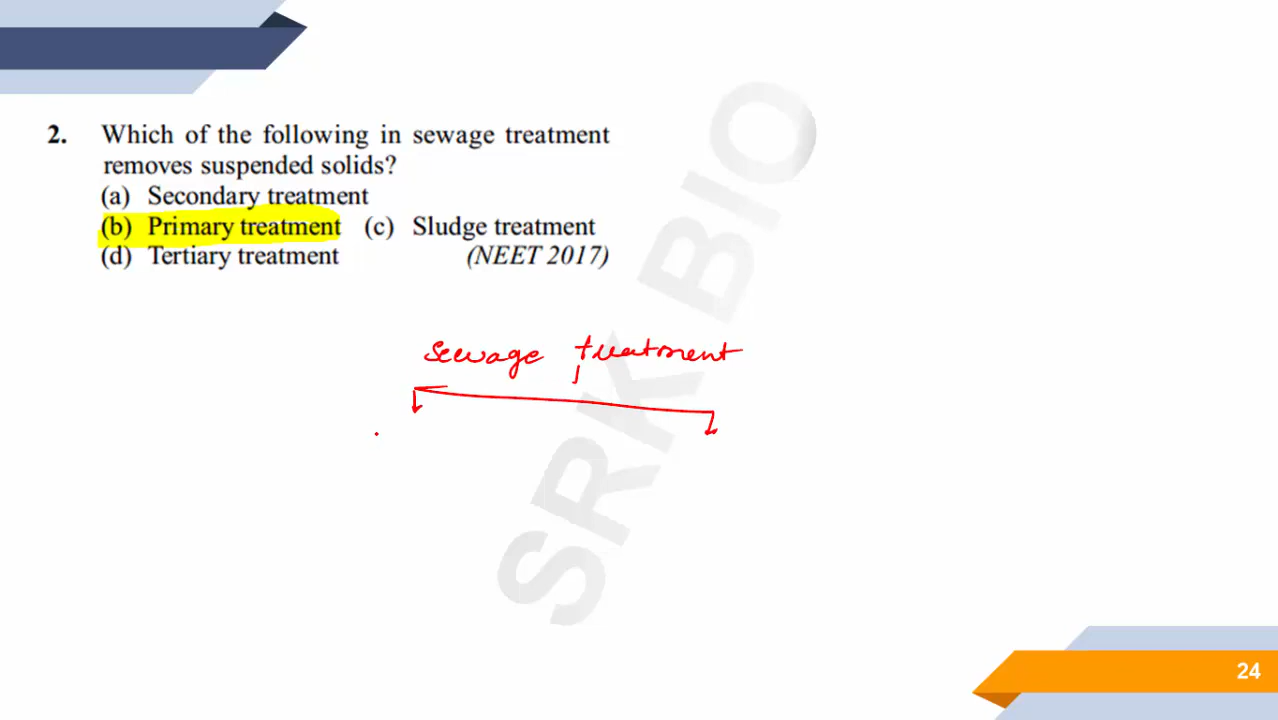 2. Which of the following in sewage treatment
removes suspended solids?
(a) Secondary treatment
(b) Primary treatment (c) Sludge treatment
(d) Tertiary treatment (NEET 2017)
sewage treatment
SRK BIO
24